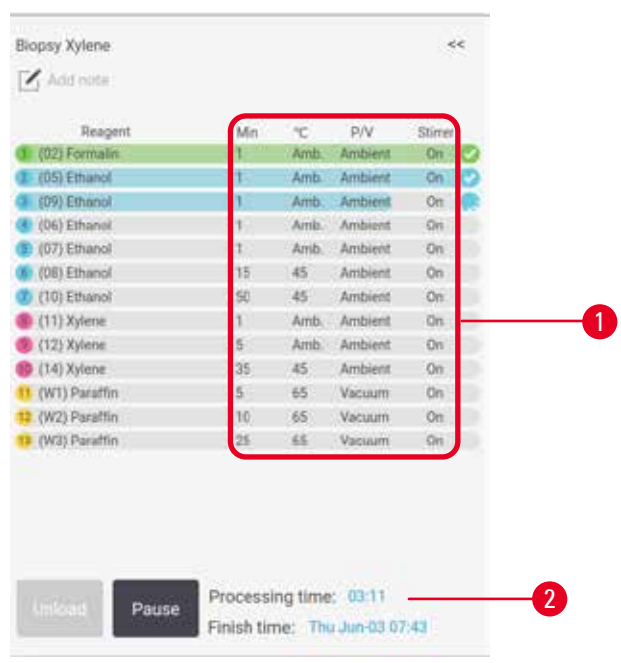 Biopsy Xylene <<
Add note
Reagent Min °C P/V Stirrer
1 (02) Formalin 1 Amb. Ambient On
2 (05) Ethanol 1 Amb. Ambient On
3 (09) Ethanol 1 Amb. Ambient On
4 (06) Ethanol 1 Amb. Ambient On
5 (07) Ethanol 1 Amb. Ambient On
6 (08) Ethanol 15 45 Ambient On
7 (10) Ethanol 50 45 Ambient On
8 (11) Xylene 1 Amb. Ambient On
9 (12) Xylene 5 Amb. Ambient On
10 (14) Xylene 35 45 Ambient On
11 (W1) Paraffin 5 65 Vacuum On
12 (W2) Paraffin 10 65 Vacuum On
13 (W3) Paraffin 25 65 Vacuum On
1
Unload Pause Processing time: 03:11
Finish time: Thu Jun-03 07:43
2